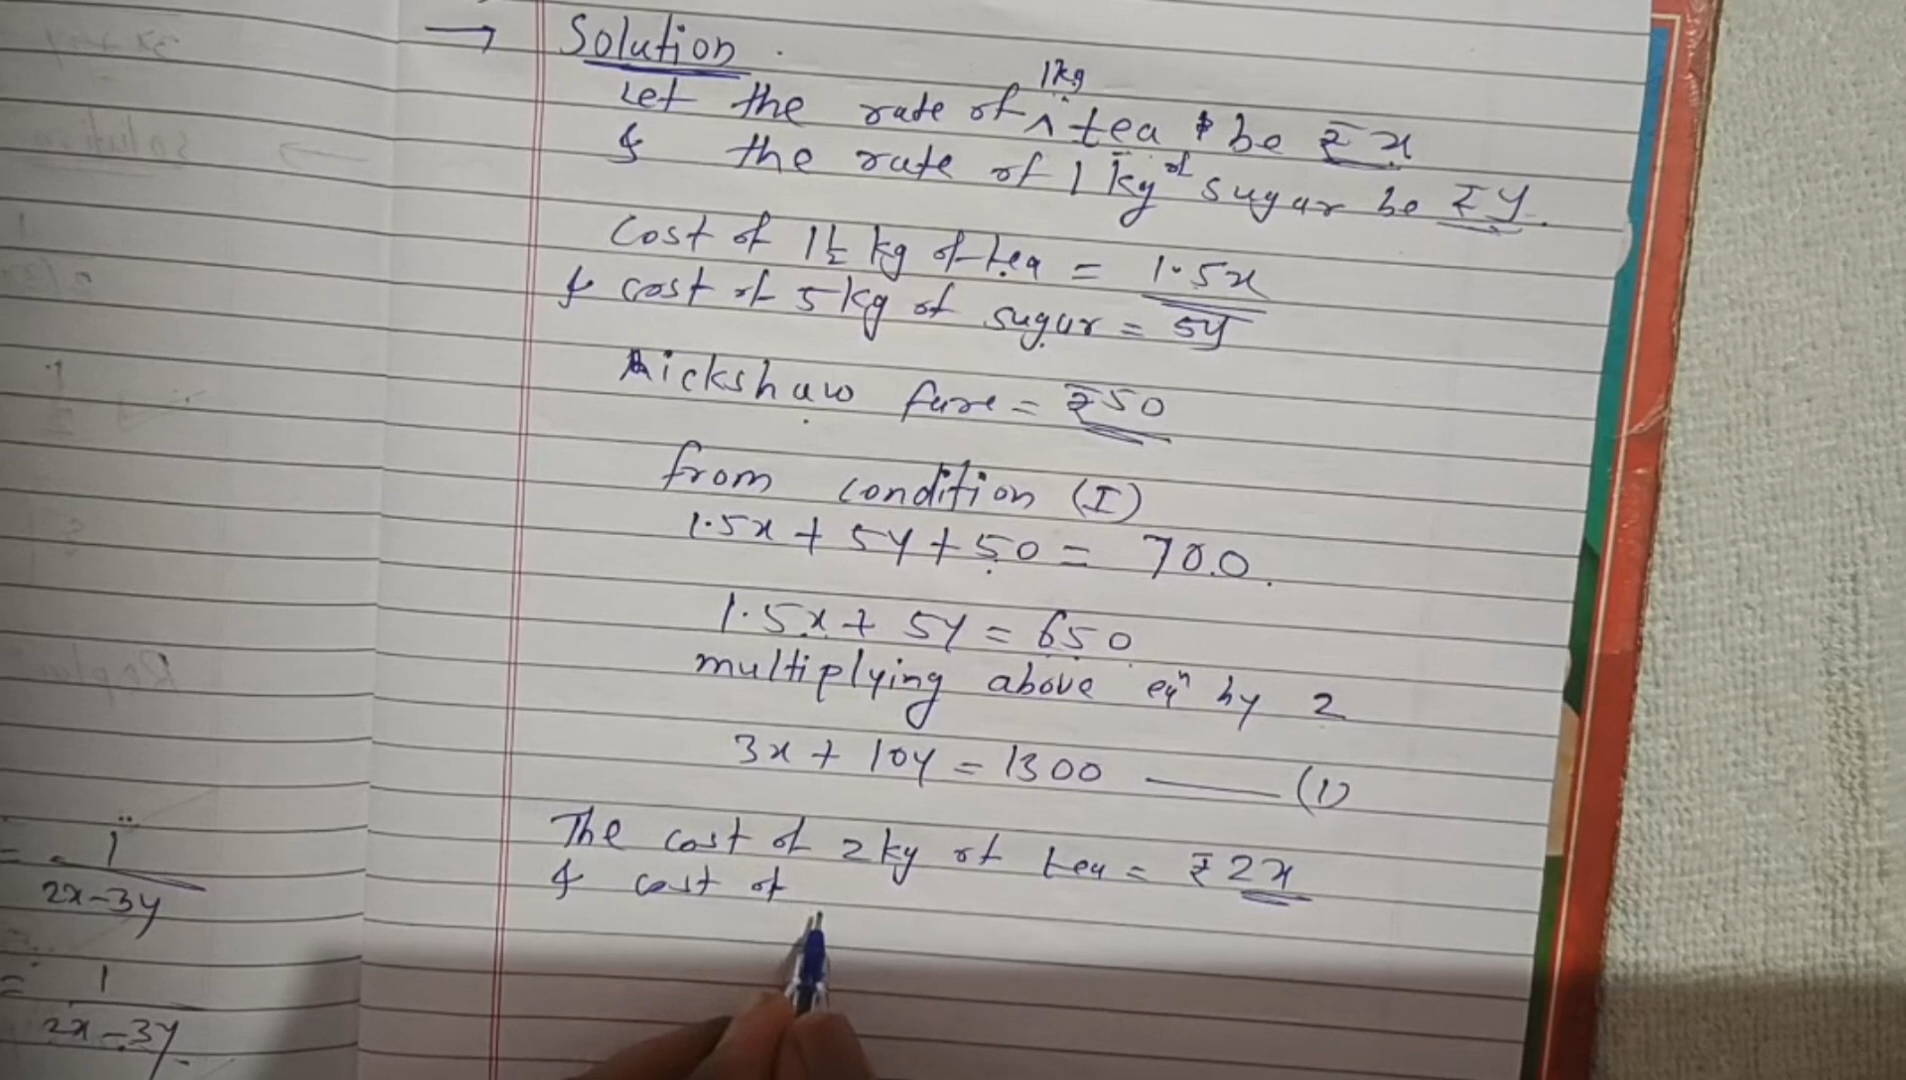 → Solution.
Let the rate of ^ 1kg tea be ₹ x
& the rate of 1 kg of sugar be ₹ y.
Cost of 1½ kg of tea = 1.5x
& cost of 5 kg of sugar = 5y
Rickshaw fare = ₹50
from condition (I)
1.5x + 5y + 50 = 700.
1.5x + 5y = 650
multiplying above eqⁿ by 2
3x + 10y = 1300 —— (1)
The cost of 2 kg of tea = ₹ 2x
& cost of
= 1
2x-3y
= 1
2x-3y